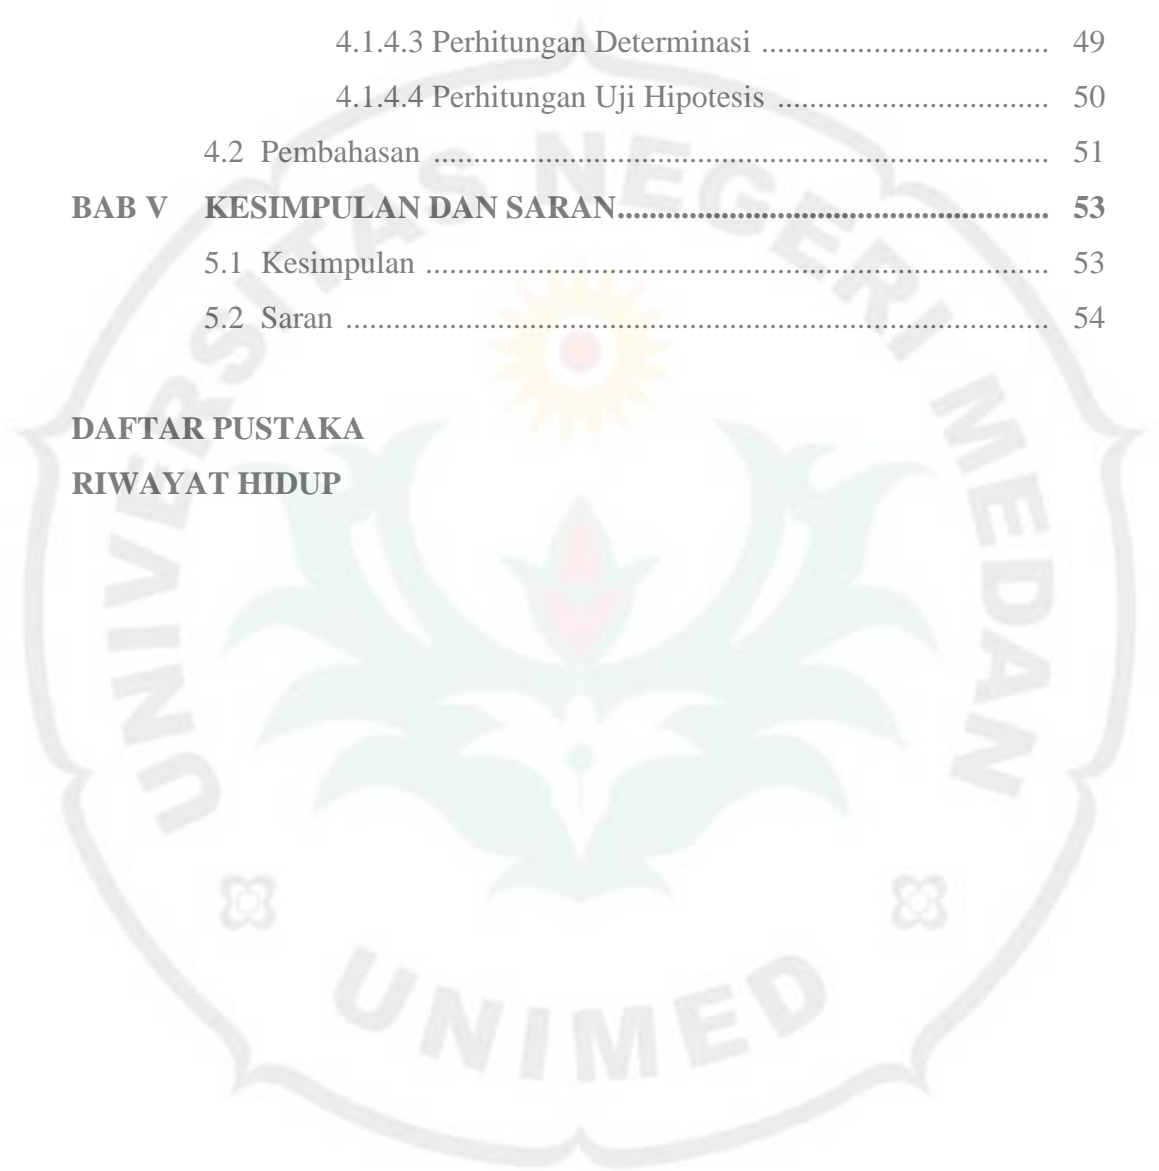 4.1.4.3 Perhitungan Determinasi .................................... 49
4.1.4.4 Perhitungan Uji Hipotesis .................................. 50
4.2 Pembahasan ............................................................................. 51
BAB V KESIMPULAN DAN SARAN...................................................... 53
5.1 Kesimpulan .............................................................................. 53
5.2 Saran ........................................................................................ 54
DAFTAR PUSTAKA
RIWAYAT HIDUP
UNIVERSITAS NEGERI MEDAN
UNIMED